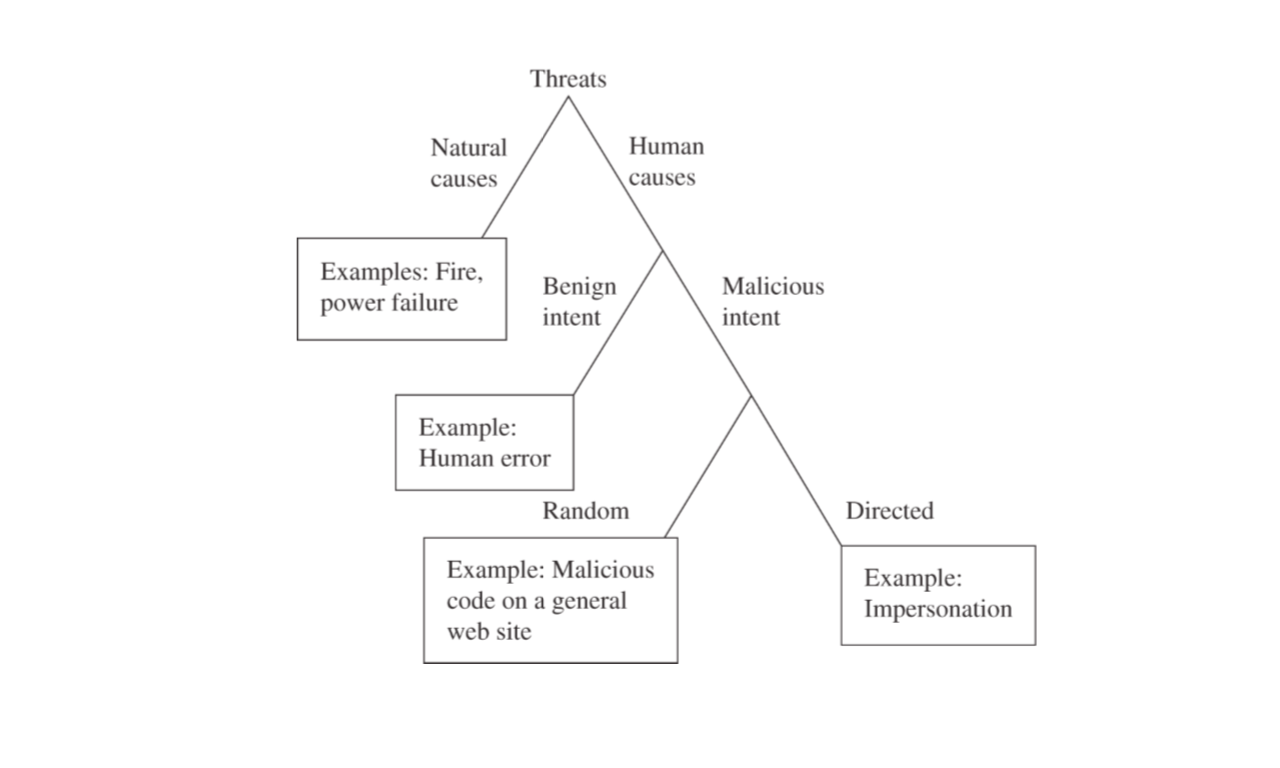 Threats
Natural
causes
Human
causes
Examples: Fire,
power failure
Benign
intent
Malicious
intent
Example:
Human error
Random
Directed
Example: Malicious
code on a general
web site
Example:
Impersonation